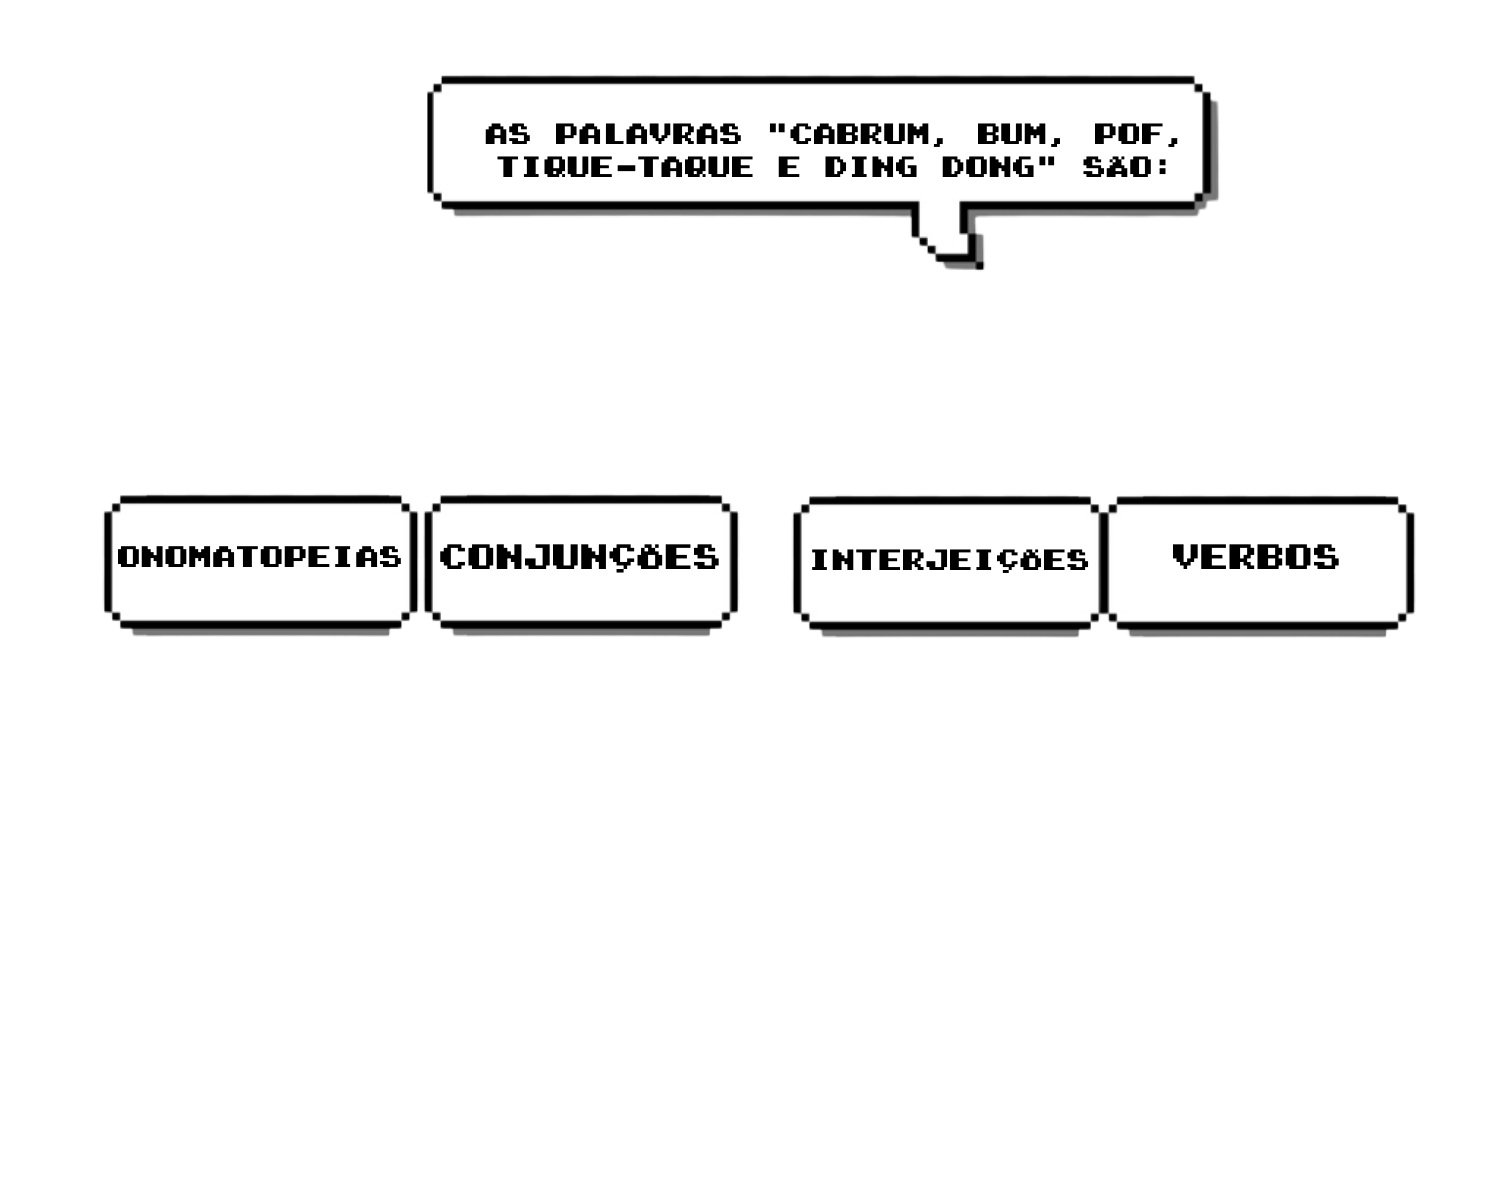 AS PALAVRAS "CABRUM, BUM, POF,
TIQUE-TAQUE E DING DONG" SÃO:
ONOMATOPEIAS
CONJUNÇÕES
INTERJEIÇÕES
VERBOS